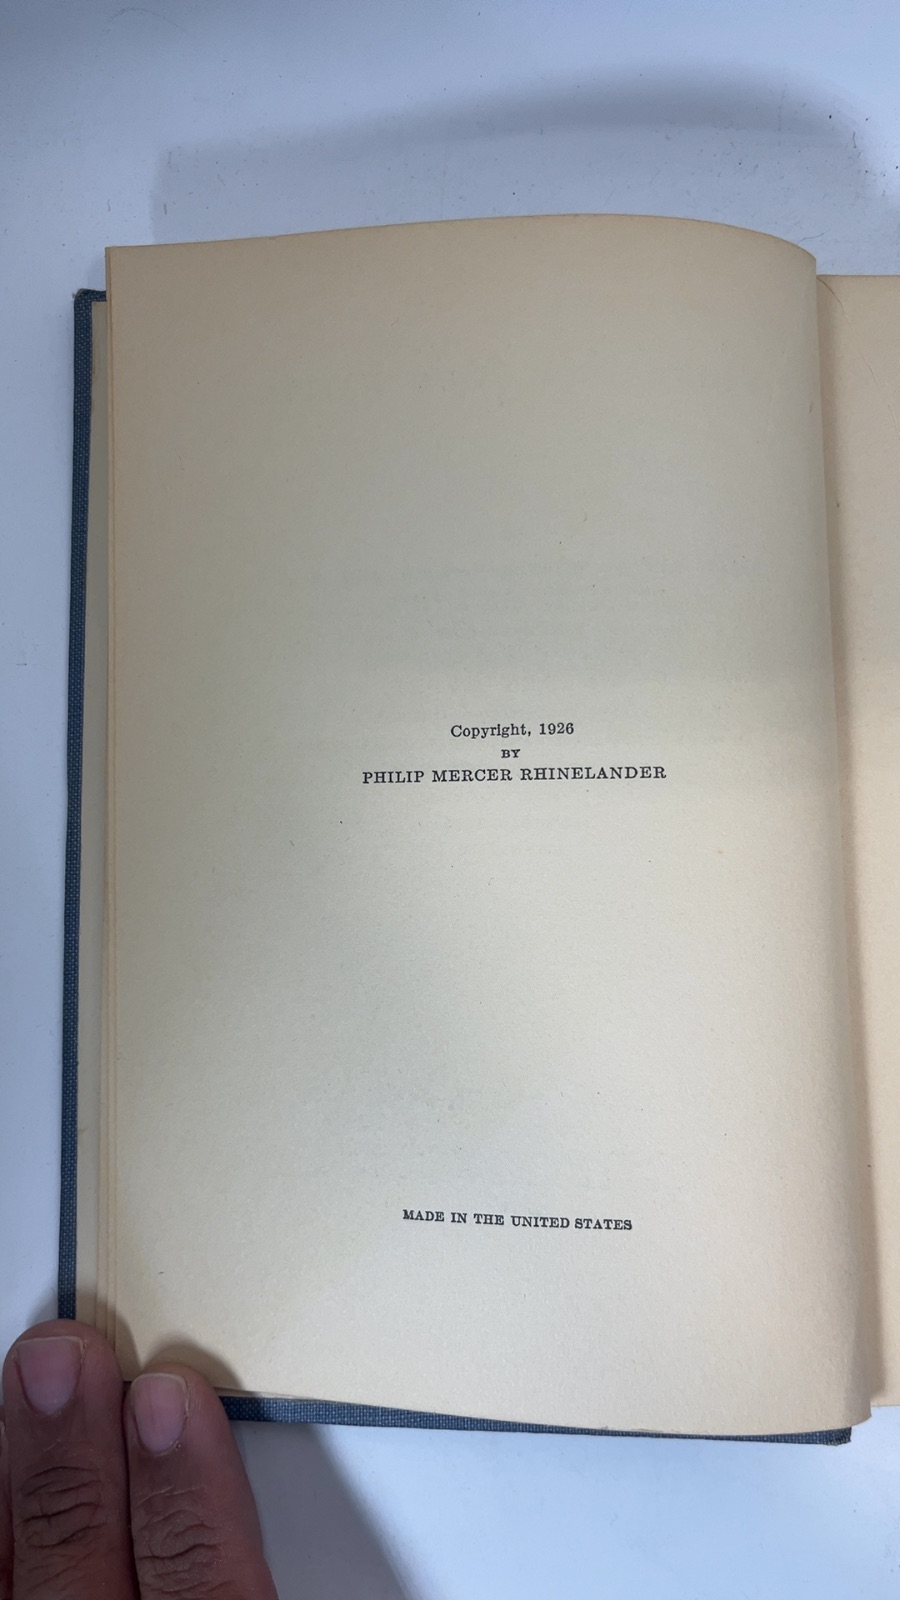 Copyright, 1926
BY
PHILIP MERCER RHINELANDER
MADE IN THE UNITED STATES